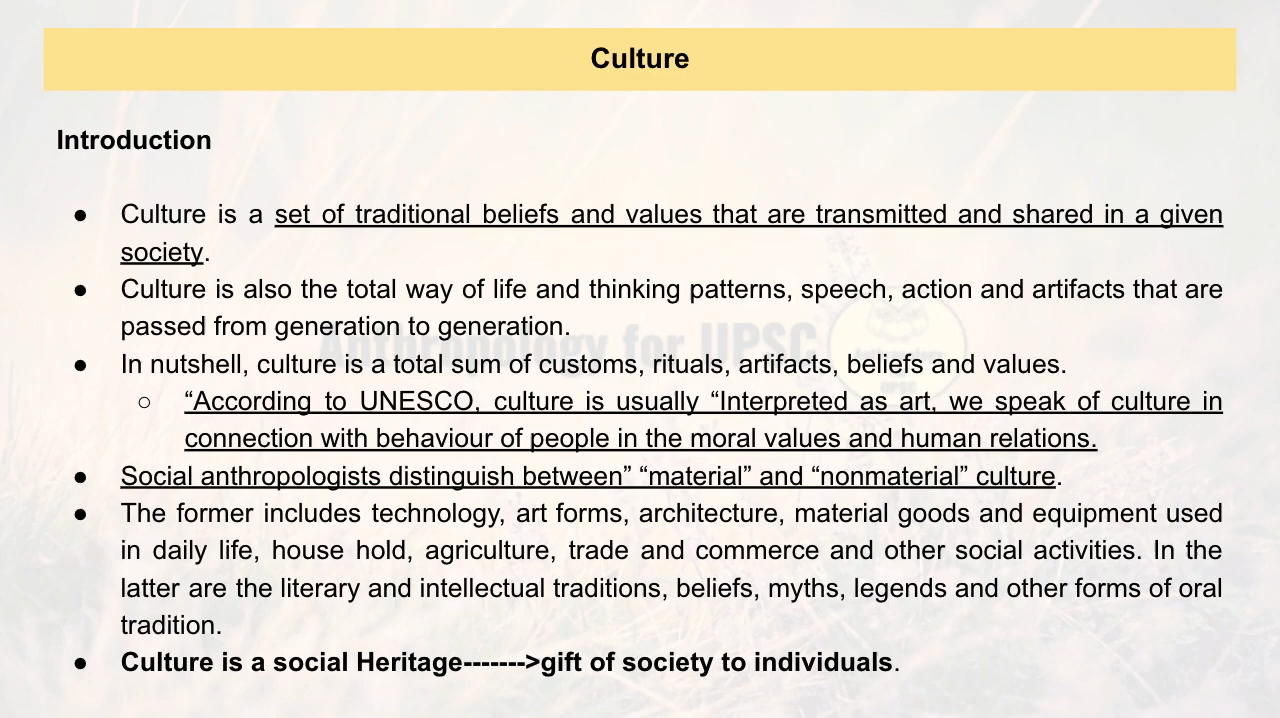 Culture
Introduction
● Culture is a set of traditional beliefs and values that are transmitted and shared in a given
society.
● Culture is also the total way of life and thinking patterns, speech, action and artifacts that are
passed from generation to generation.
● In nutshell, culture is a total sum of customs, rituals, artifacts, beliefs and values.
○ “According to UNESCO, culture is usually “Interpreted as art, we speak of culture in
connection with behaviour of people in the moral values and human relations.
● Social anthropologists distinguish between” “material” and “nonmaterial” culture.
● The former includes technology, art forms, architecture, material goods and equipment used
in daily life, house hold, agriculture, trade and commerce and other social activities. In the
latter are the literary and intellectual traditions, beliefs, myths, legends and other forms of oral
tradition.
● Culture is a social Heritage------->gift of society to individuals.
Anthropology for UPSC
UPSC